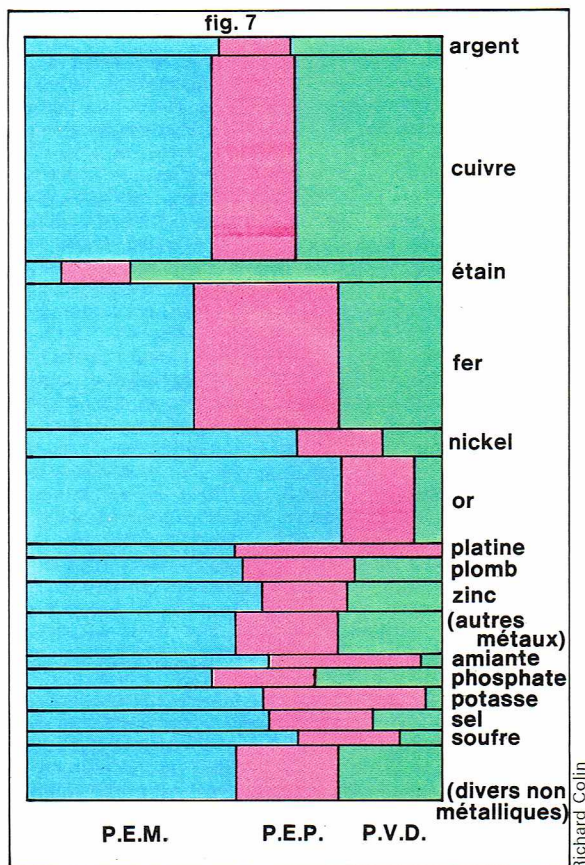 fig. 7
argent
cuivre
étain
fer
nickel
or
platine
plomb
zinc
(autres
métaux)
amiante
phosphate
potasse
sel
soufre
(divers non
métalliques)
P.E.M. P.E.P. P.V.D.
Richard Colin